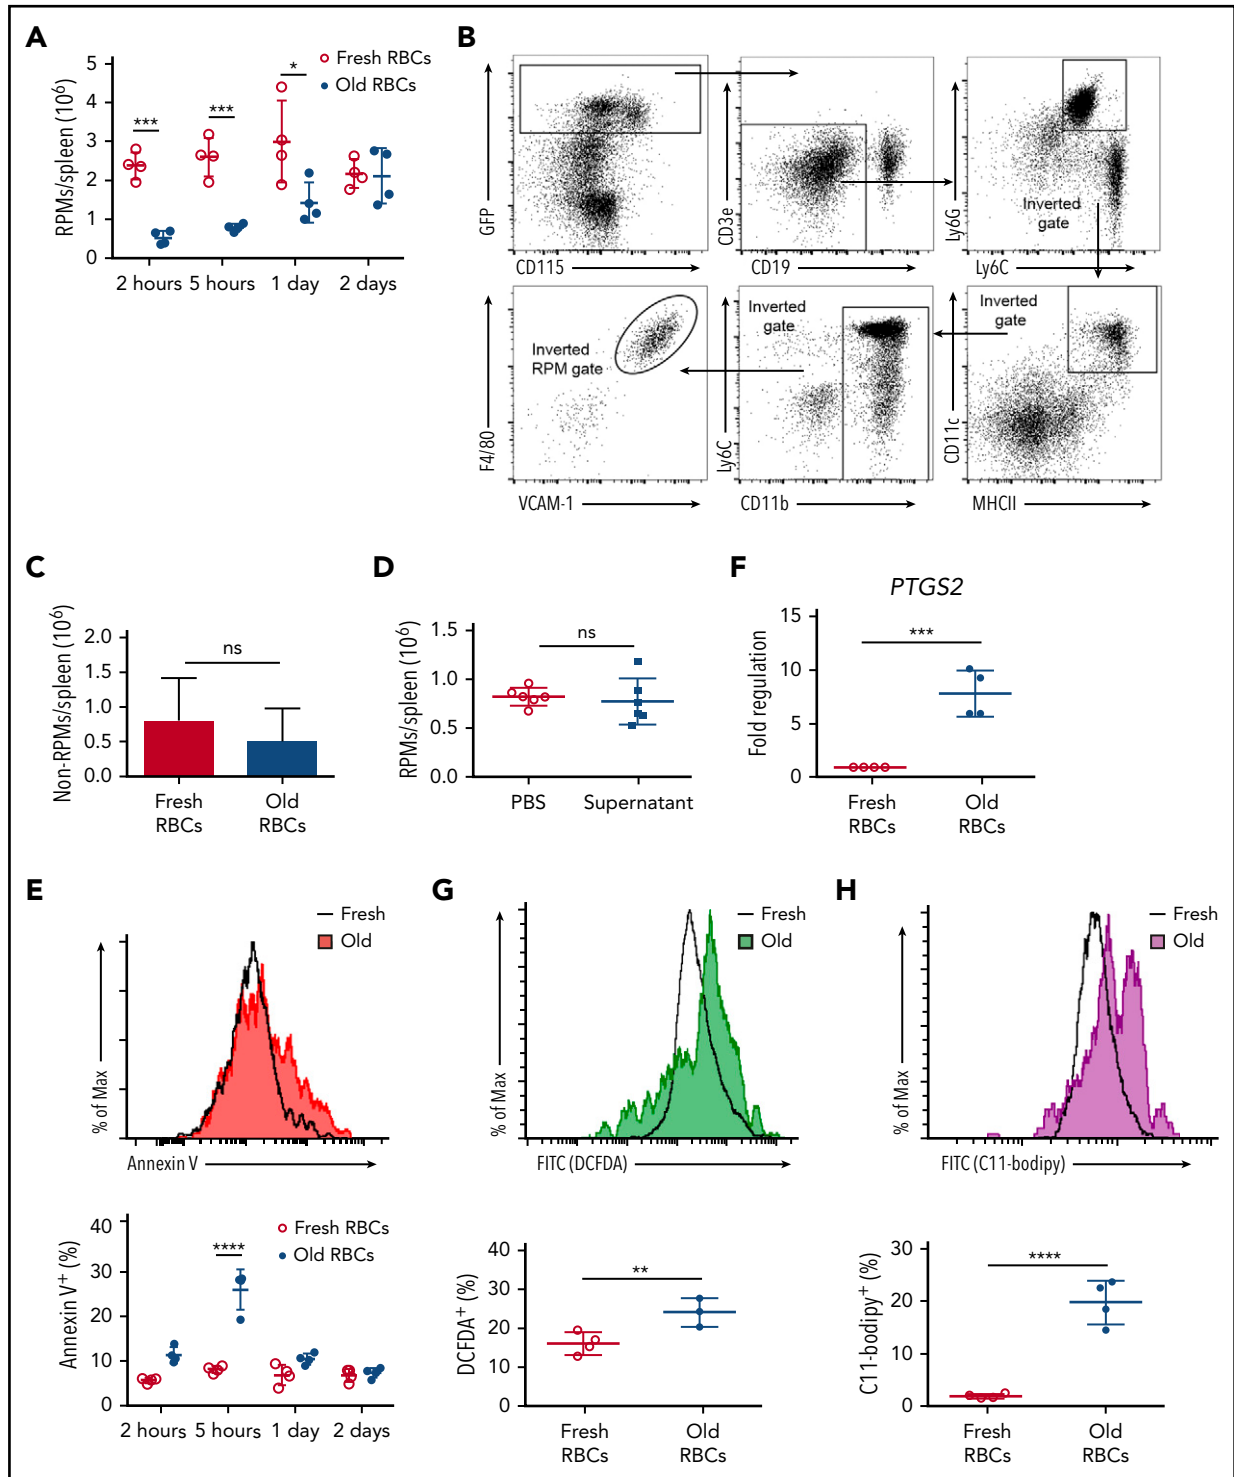 A
Fresh RBCs
Old RBCs
RPMs/spleen (10⁶)
5
4
3
2
1
0
***
***
*
2 hours 5 hours 1 day 2 days
B
GFP
CD115
CD3e
CD19
Ly6G
Inverted
gate
Ly6C
F4/80
Inverted
RPM gate
VCAM-1
Ly6C
Inverted
gate
CD11b
CD11c
Inverted
gate
MHCII
C
Non-RPMs/spleen (10⁶)
2.0
1.5
1.0
0.5
0.0
ns
Fresh
RBCs
Old
RBCs
D
RPMs/spleen (10⁶)
1.5
1.0
0.5
0.0
ns
PBS Supernatant
F
PTGS2
Fold regulation
15
10
5
0
***
Fresh
RBCs
Old
RBCs
E
Fresh
Old
% of Max
Annexin V
Annexin V⁺ (%)
40
30
20
10
0
Fresh RBCs
Old RBCs
****
2 hours 5 hours 1 day 2 days
G
Fresh
Old
% of Max
FITC (DCFDA)
DCFDA⁺ (%)
40
30
20
10
0
**
Fresh
RBCs
Old
RBCs
H
Fresh
Old
% of Max
FITC (C11-bodipy)
C11-bodipy⁺ (%)
30
20
10
0
****
Fresh
RBCs
Old
RBCs